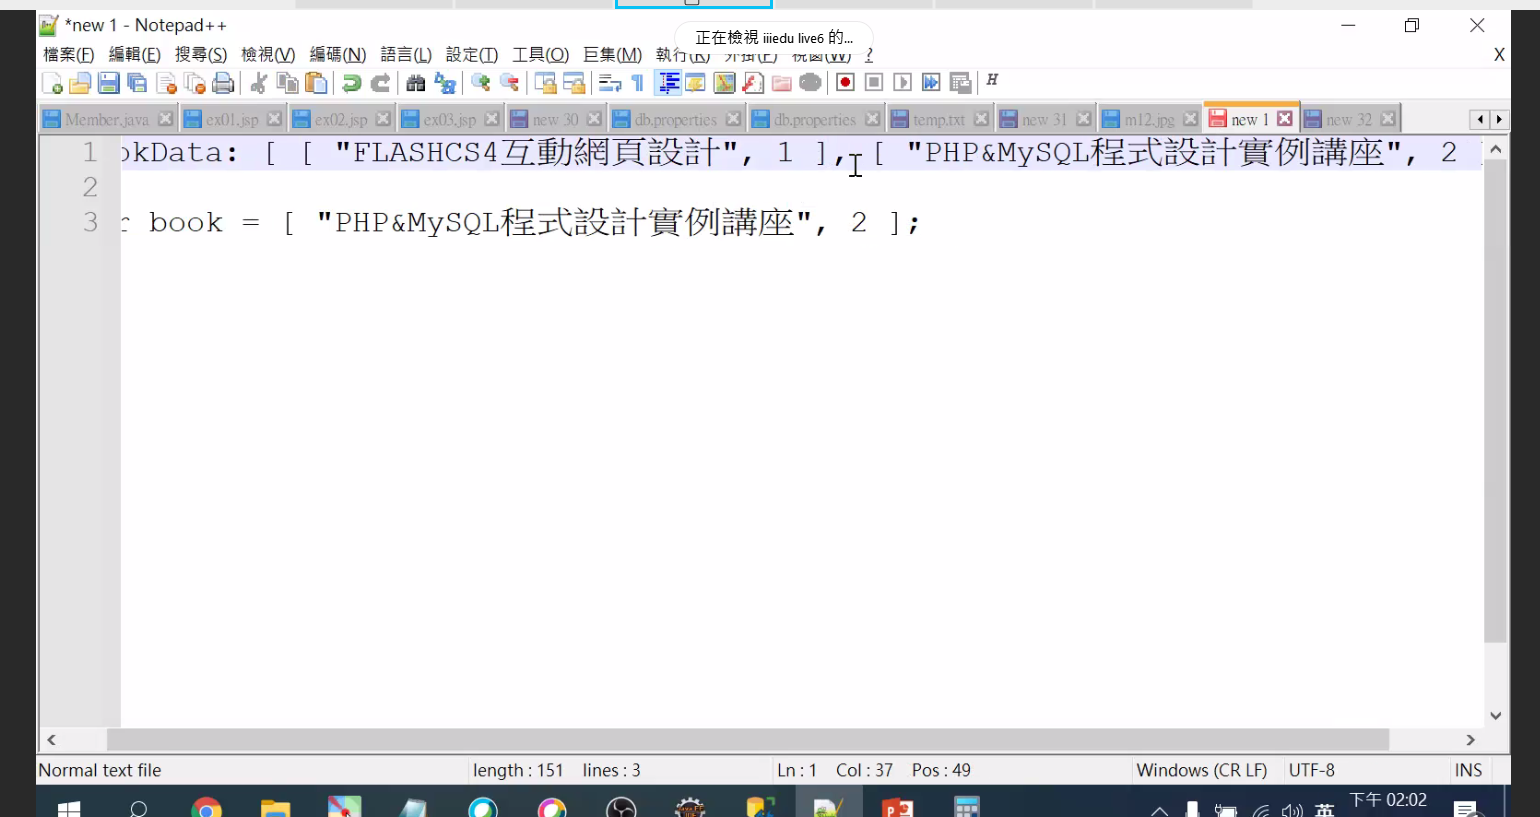 *new 1 - Notepad++
正在檢視 iiiedu live6 的...
檔案(F) 編輯(E) 搜尋(S) 檢視(V) 編碼(N) 語言(L) 設定(T) 工具(O) 巨集(M) 執行(R) 外掛(P) 視窗(W) ? X
Member.java ex01.jsp ex02.jsp ex03.jsp new 30 db.properties db.properties temp.txt new 31 m12.jpg new 1 new 32
1 okData: [ [ "FLASHCS4互動網頁設計", 1 ], [ "PHP&MySQL程式設計實例講座", 2
2
3 r book = [ "PHP&MySQL程式設計實例講座", 2 ];
Normal text file length : 151 lines : 3 Ln : 1 Col : 37 Pos : 49 Windows (CR LF) UTF-8 INS
英 下午 02:02